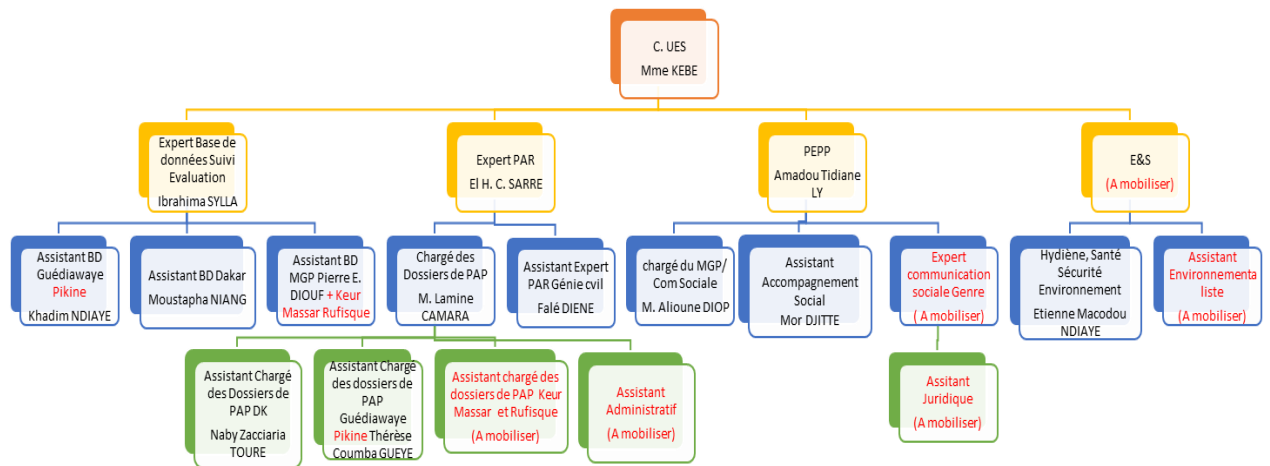 C. UES
Mme KEBE
Expert Base de
données Suivi
Evaluation
Ibrahima SYLLA
Expert PAR
El H. C. SARRE
PEPP
Amadou Tidiane
LY
E&S
(A mobiliser)
Assistant BD
Guédiawaye
Pikine
Khadim NDIAYE
Assistant BD Dakar
Moustapha NIANG
Assistant BD
MGP Pierre E.
DIOUF + Keur
Massar Rufisque
Chargé des
Dossiers de PAP
M. Lamine
CAMARA
Assistant Expert
PAR Génie cvil
Falé DIENE
chargé du MGP/
Com Sociale
M. Alioune DIOP
Assistant
Accompagnement
Social
Mor DJITTE
Expert
communication
sociale Genre
( A mobiliser)
Hydiène, Santé
Sécurité
Environnement
Etienne Macodou
NDIAYE
Assistant
Environnementa
liste
(A mobiliser)
Assistant Chargé
des Dossiers de
PAP DK
Naby Zacciaria
TOURE
Assistant Chargé
des dossiers de
PAP
Guédiawaye
Pikine Thérèse
Coumba GUEYE
Assistant chargé des
dossiers de PAP Keur
Massar et Rufisque
(A mobiliser)
Assistant
Administratif
(A mobiliser)
Assitant
Juridique
(A mobiliser)